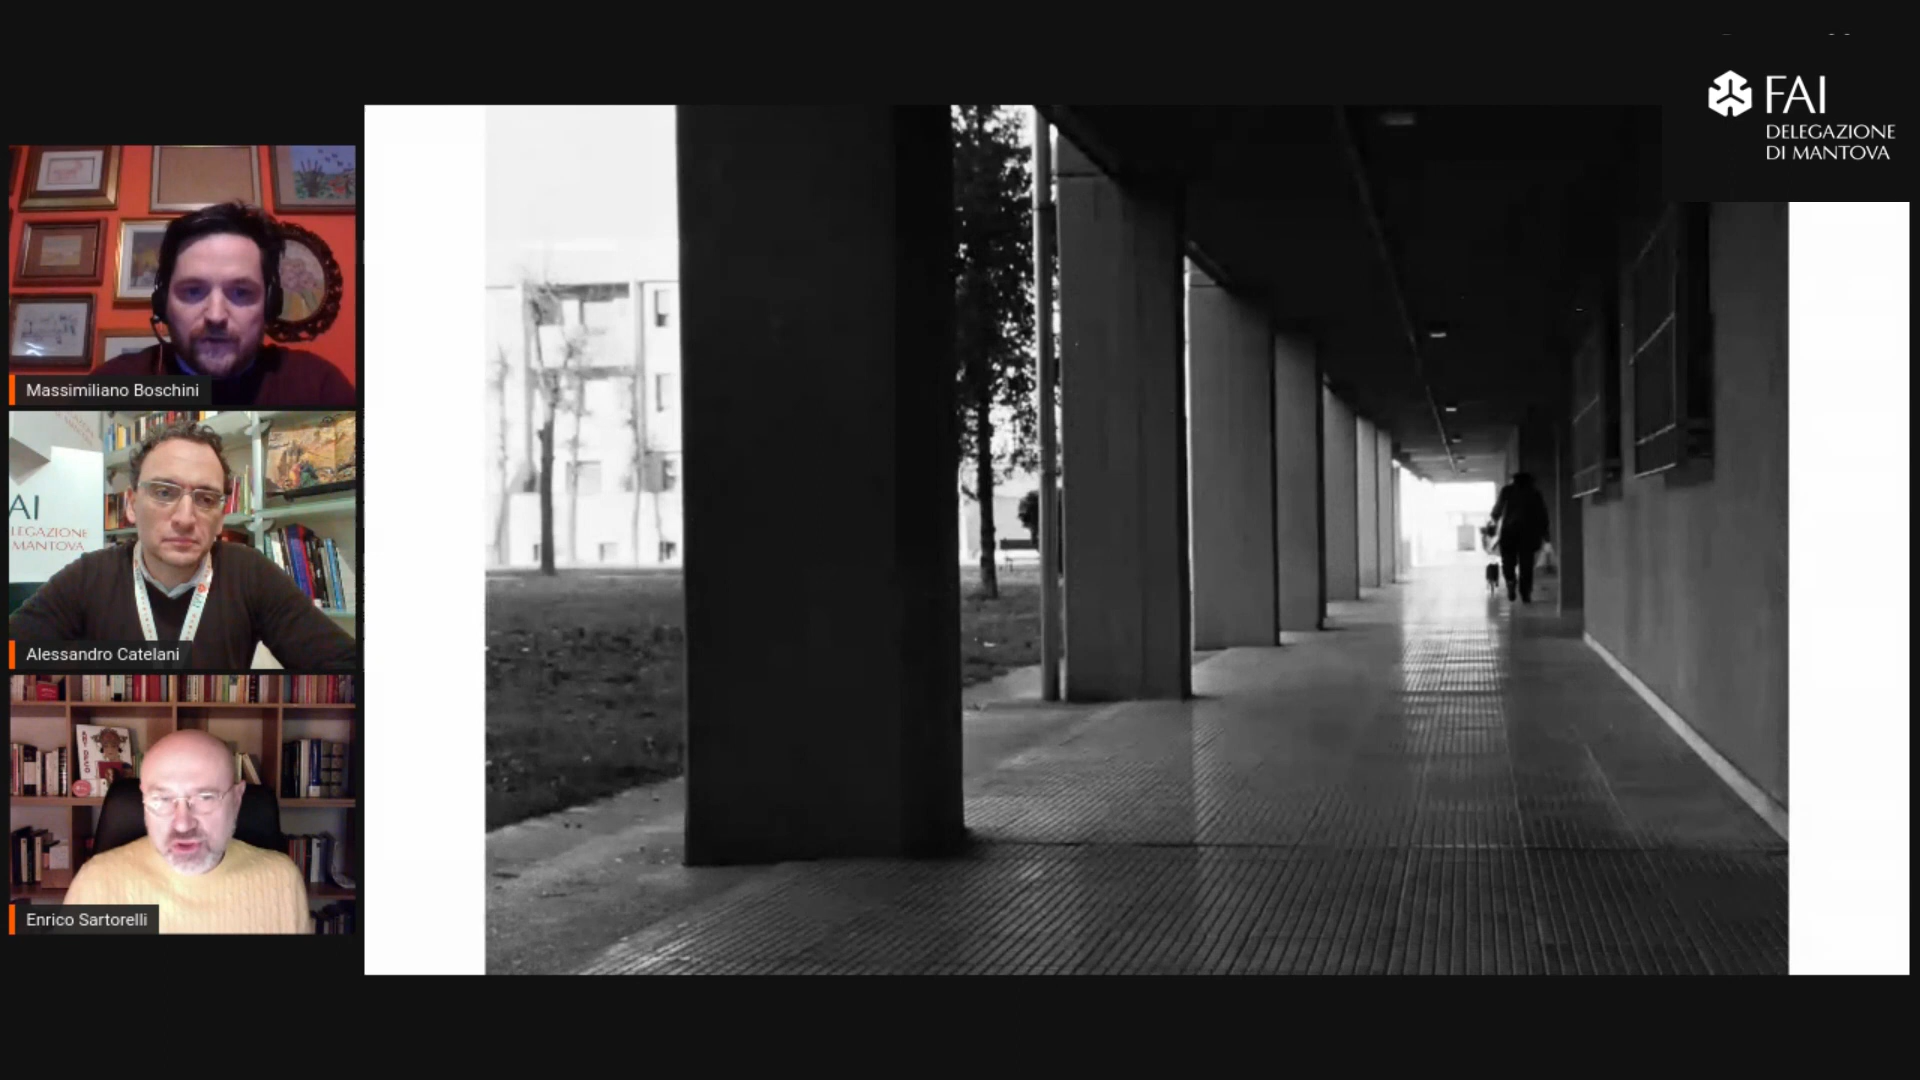 FAI
DELEGAZIONE
DI MANTOVA
Massimiliano Boschini
AI
LEGAZIONE
MANTOVA
Alessandro Catelani
Enrico Sartorelli